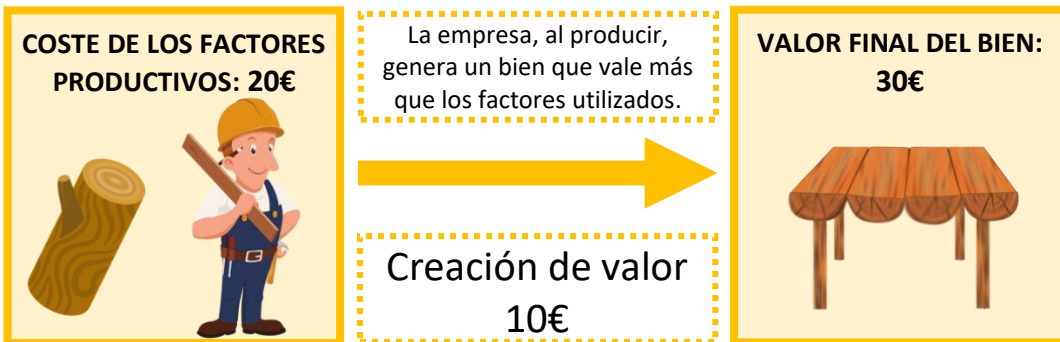 COSTE DE LOS FACTORES
PRODUCTIVOS: 20€
La empresa, al producir,
genera un bien que vale más
que los factores utilizados.
Creación de valor
10€
VALOR FINAL DEL BIEN:
30€